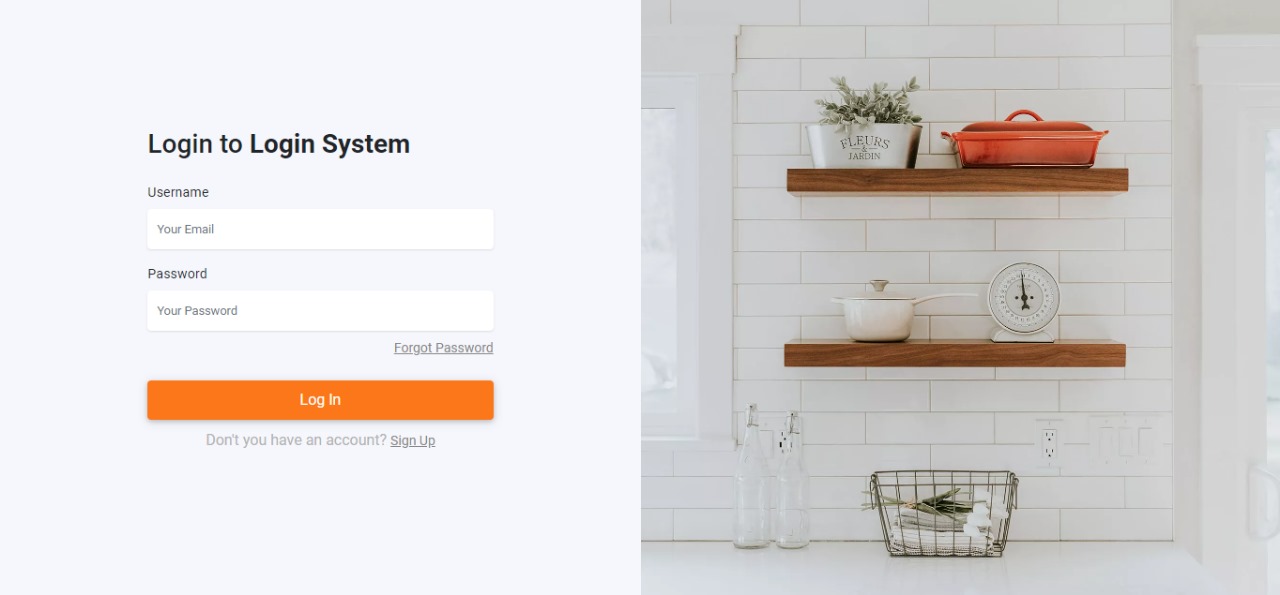 Login to Login System
Username
Your Email
Password
Your Password
Forgot Password
Log In
Don't you have an account? Sign Up
FLEURS
&
JARDIN